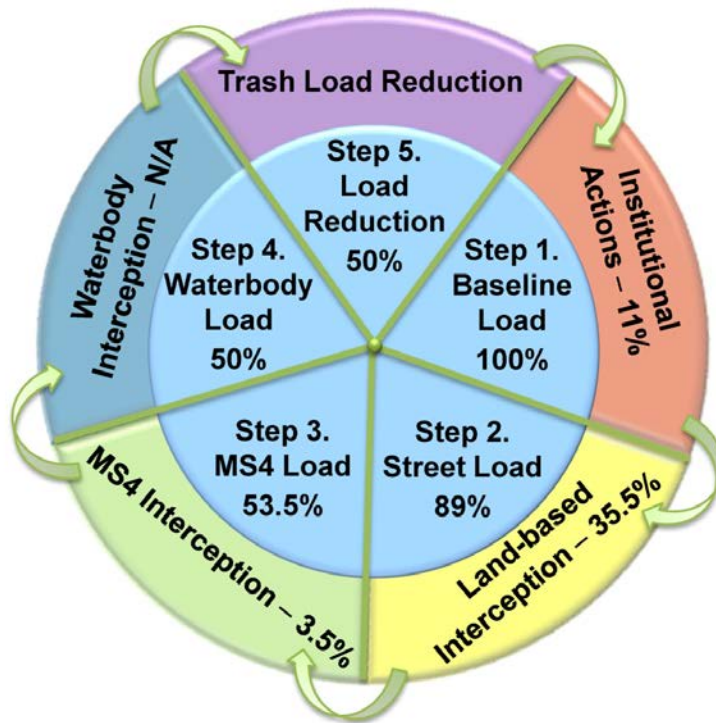 Trash Load Reduction
Step 5.
Load
Reduction
50%
Institutional
Actions – 11%
Step 1.
Baseline
Load
100%
Land-based
Interception – 35.5%
Step 2.
Street Load
89%
MS4 Interception – 3.5%
Step 3.
MS4 Load
53.5%
Waterbody
Interception – N/A
Step 4.
Waterbody
Load
50%